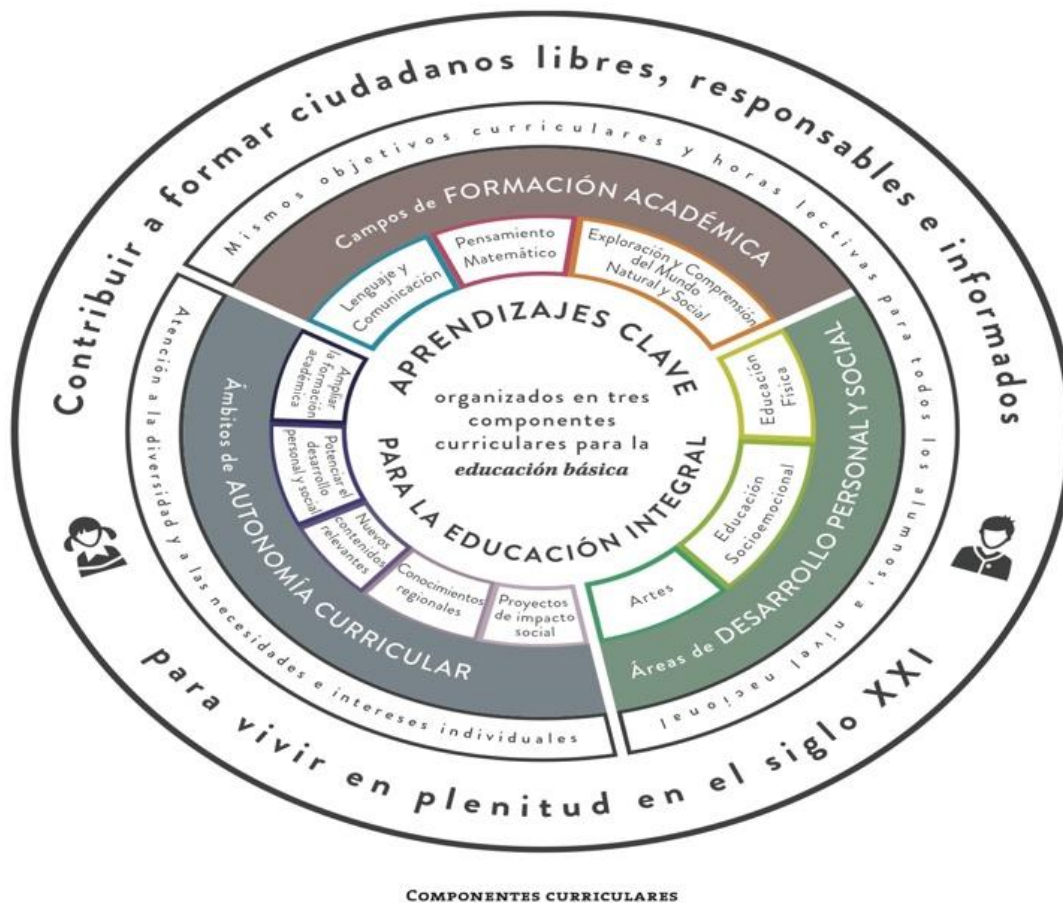 Contribuir a formar ciudadanos libres, responsables e informados
para vivir en plenitud en el siglo XXI
Mismos objetivos curriculares y horas lectivas para todos los alumnos, a nivel nacional
Atención a la diversidad y a las necesidades e intereses individuales
Campos de FORMACIÓN ACADÉMICA
Lenguaje y
Comunicación
Pensamiento
Matemático
Exploración y Comprensión
del Mundo
Natural y Social
Áreas de DESARROLLO PERSONAL Y SOCIAL
Educación
Física
Educación
Socioemocional
Artes
Ámbitos de AUTONOMÍA CURRICULAR
Ampliar
la formación
académica
Potenciar el
desarrollo
personal y social
Nuevos
contenidos
relevantes
Conocimientos
regionales
Proyectos
de impacto
social
APRENDIZAJES CLAVE
organizados en tres
componentes
curriculares para la
educación básica
PARA LA EDUCACIÓN INTEGRAL
COMPONENTES CURRICULARES